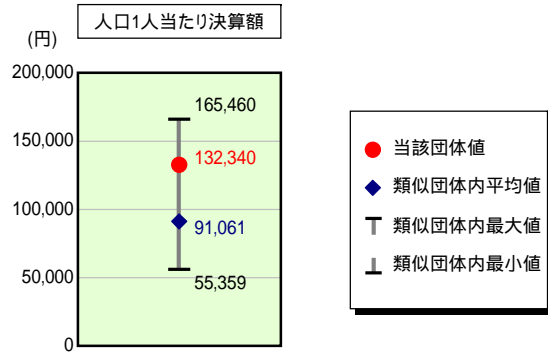 人口1人当たり決算額
(円)
200,000
165,460
150,000
132,340
100,000
91,061
50,000
55,359
0
当該団体値
類似団体内平均値
類似団体内最大値
類似団体内最小値